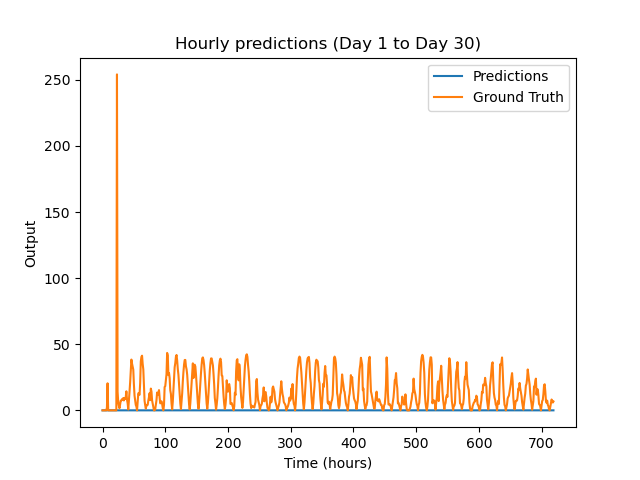 Hourly predictions (Day 1 to Day 30)
Predictions
Ground Truth
250
200
150
100
50
0
Output
0 100 200 300 400 500 600 700
Time (hours)